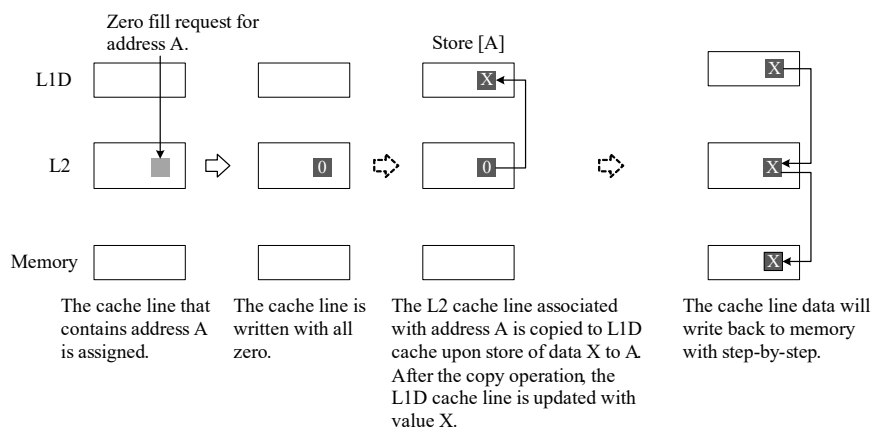 Zero fill request for
address A.
Store [A]
L1D
X
X
L2
0
0
X
Memory
X
The cache line that
contains address A
is assigned.
The cache line is
written with all
zero.
The L2 cache line associated
with address A is copied to L1D
cache upon store of data X to A.
After the copy operation, the
L1D cache line is updated with
value X.
The cache line data will
write back to memory
with step-by-step.